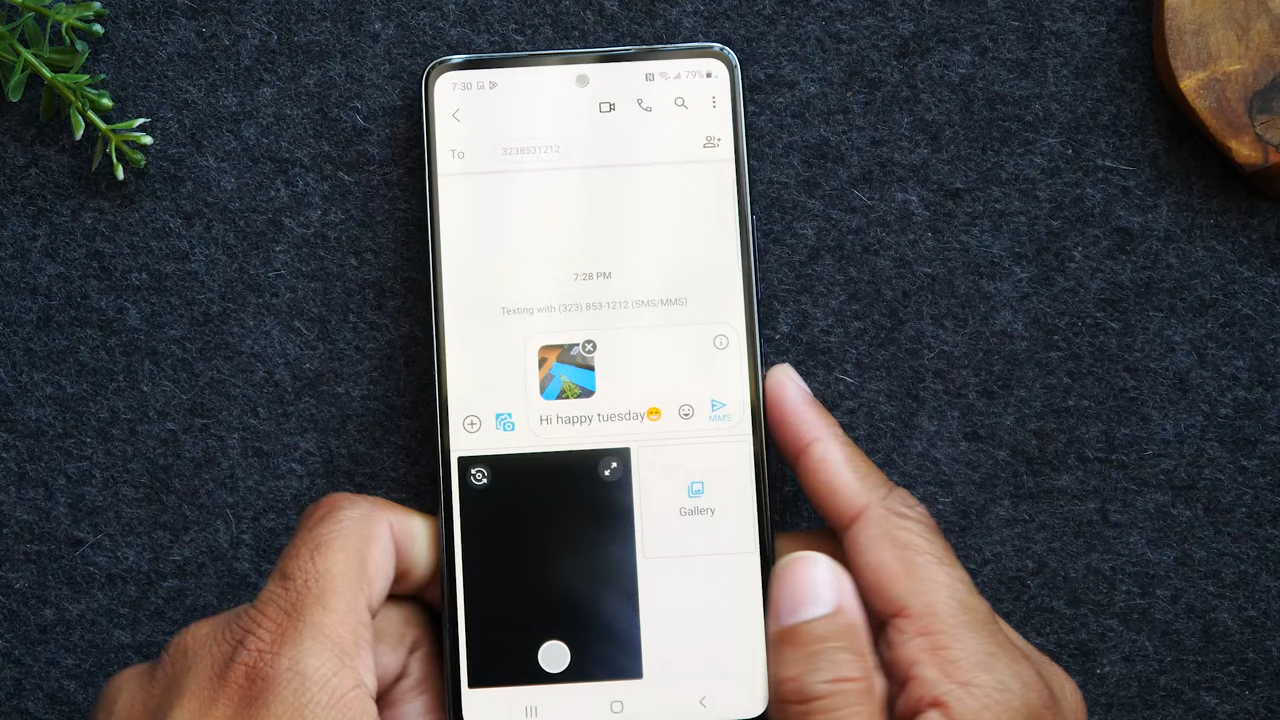 7:30 79%
To 3238531212
7:28 PM
Texting with (323) 853-1212 (SMS/MMS)
Hi happy tuesday😁
MMS
Gallery